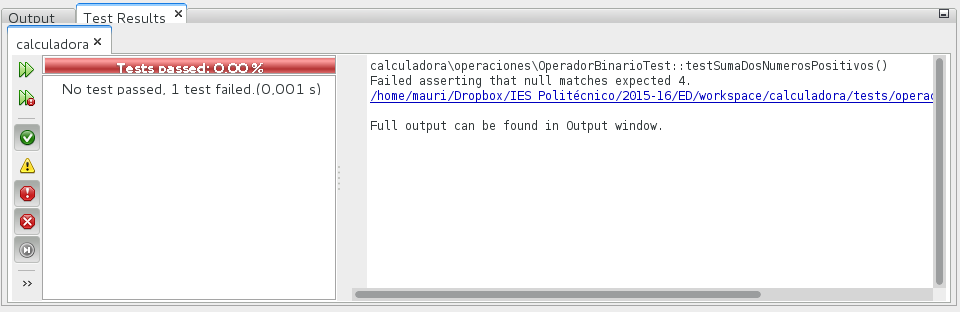 Output
Test Results
calculadora
Tests passed: 0,00 %
No test passed, 1 test failed.(0,001 s)
calculadora\operaciones\OperadorBinarioTest::testSumaDosNumerosPositivos()
Failed asserting that null matches expected 4.
/home/mauri/Dropbox/IES Politécnico/2015-16/ED/workspace/calculadora/tests/operac
Full output can be found in Output window.